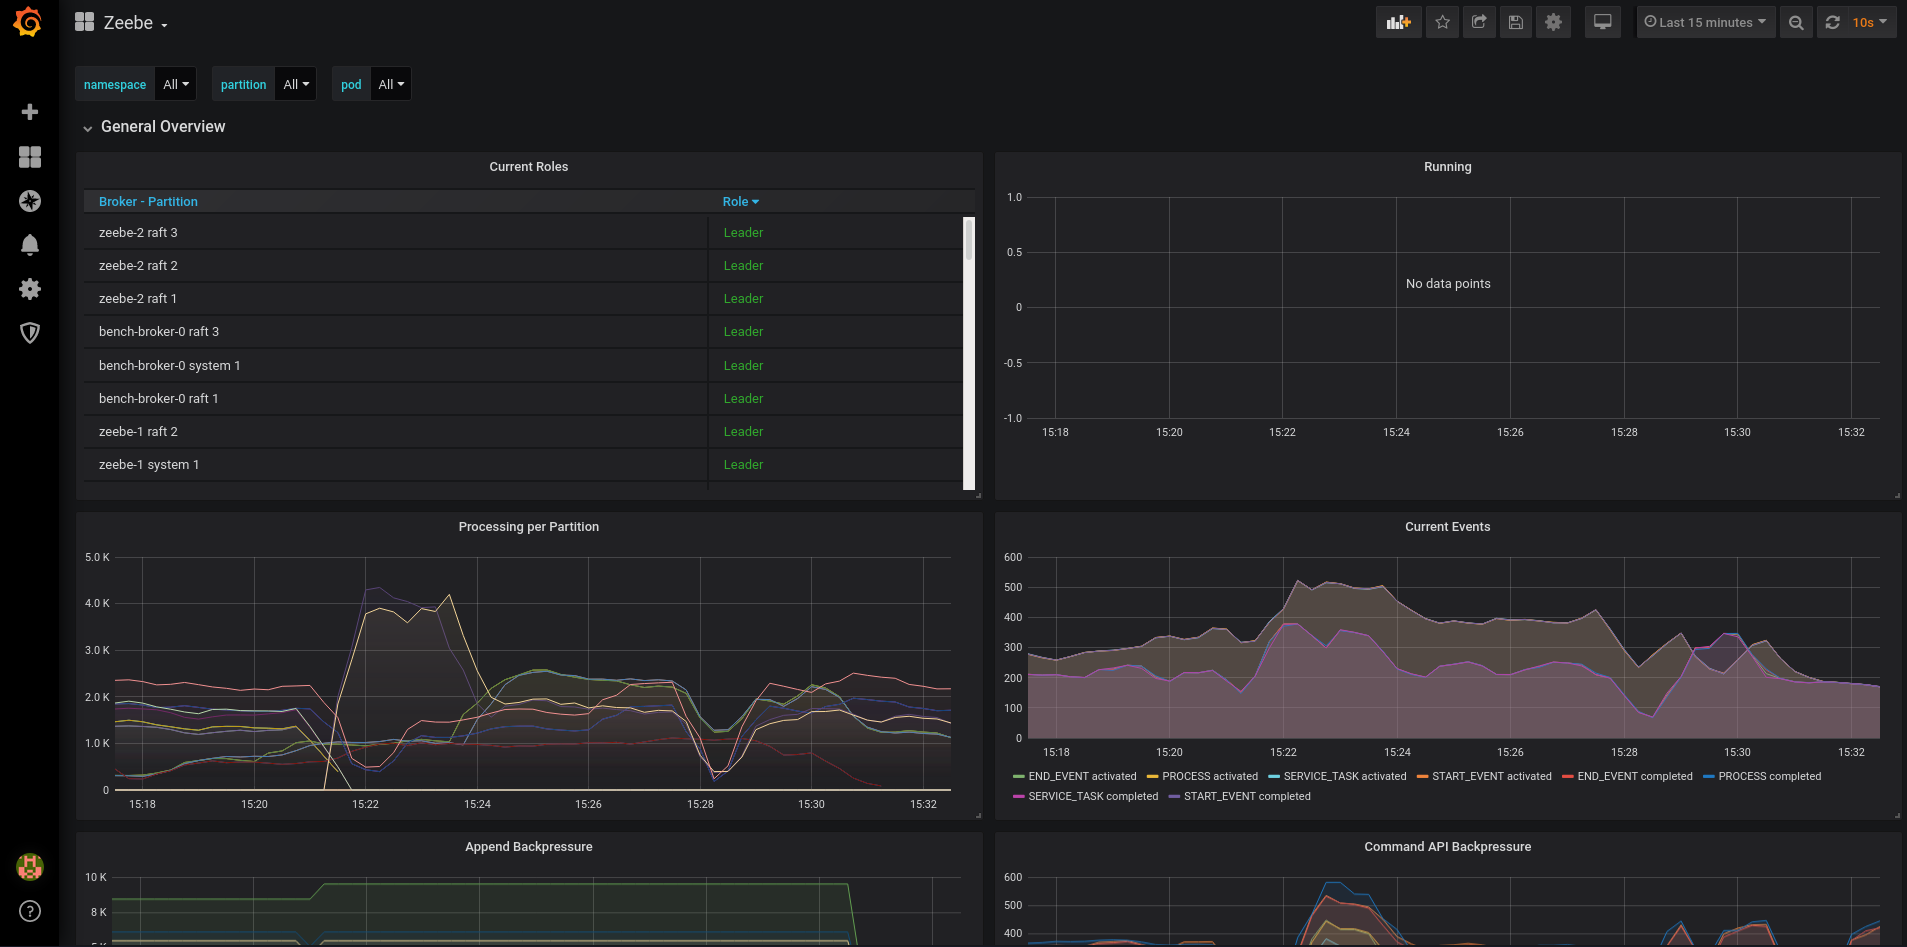 Zeebe
Last 15 minutes
10s
namespace All partition All pod All
General Overview
Current Roles
Broker - Partition Role
zeebe-2 raft 3 Leader
zeebe-2 raft 2 Leader
zeebe-2 raft 1 Leader
bench-broker-0 raft 3 Leader
bench-broker-0 system 1 Leader
bench-broker-0 raft 1 Leader
zeebe-1 raft 2 Leader
zeebe-1 system 1 Leader
Running
1.0
0.5
No data points
0
-0.5
-1.0
15:18 15:20 15:22 15:24 15:26 15:28 15:30 15:32
Processing per Partition
5.0 K
4.0 K
3.0 K
2.0 K
1.0 K
0
15:18 15:20 15:22 15:24 15:26 15:28 15:30 15:32
Current Events
600
500
400
300
200
100
0
15:18 15:20 15:22 15:24 15:26 15:28 15:30 15:32
END_EVENT activated PROCESS activated SERVICE_TASK activated START_EVENT activated END_EVENT completed PROCESS completed
SERVICE_TASK completed START_EVENT completed
Append Backpressure
10 K
8 K
Command API Backpressure
600
500
400